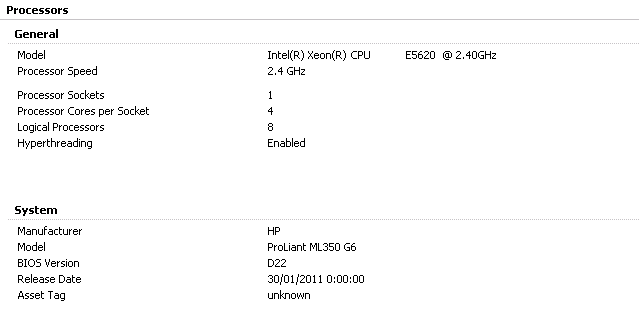 Processors
General
Model Intel(R) Xeon(R) CPU E5620 @ 2.40GHz
Processor Speed 2.4 GHz
Processor Sockets 1
Processor Cores per Socket 4
Logical Processors 8
Hyperthreading Enabled
System
Manufacturer HP
Model ProLiant ML350 G6
BIOS Version D22
Release Date 30/01/2011 0:00:00
Asset Tag unknown